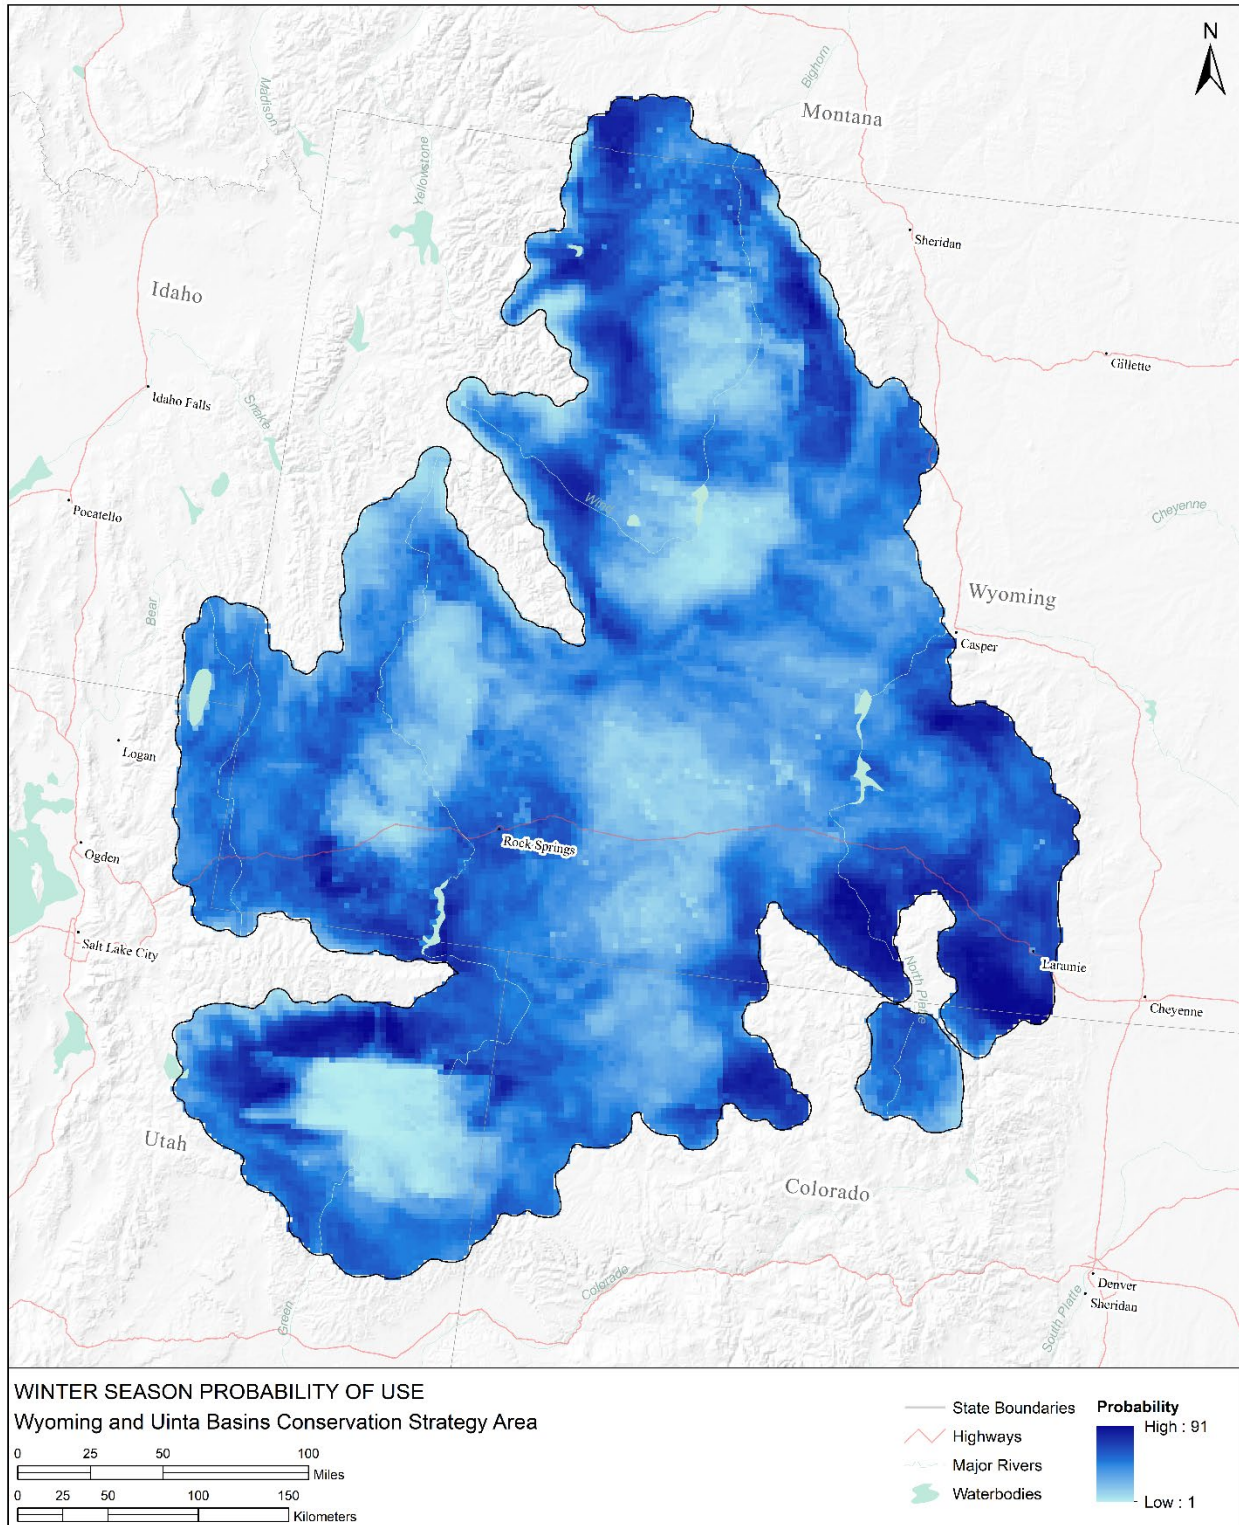 N
Montana
Bighorn
Madison
Yellowstone
Sheridan
Idaho
Gillette
Idaho Falls
Snake
Pocatello
Wind
Cheyenne
Bear
Wyoming
Casper
Logan
Rock Springs
Ogden
Salt Lake City
Laramie
North Platte
Cheyenne
Utah
Colorado
Colorado
Green
Denver
Sheridan
South Platte
WINTER SEASON PROBABILITY OF USE
Wyoming and Uinta Basins Conservation Strategy Area
0 25 50 100
Miles
0 25 50 100 150
Kilometers
State Boundaries
Highways
Major Rivers
Waterbodies
Probability
High : 91
Low : 1